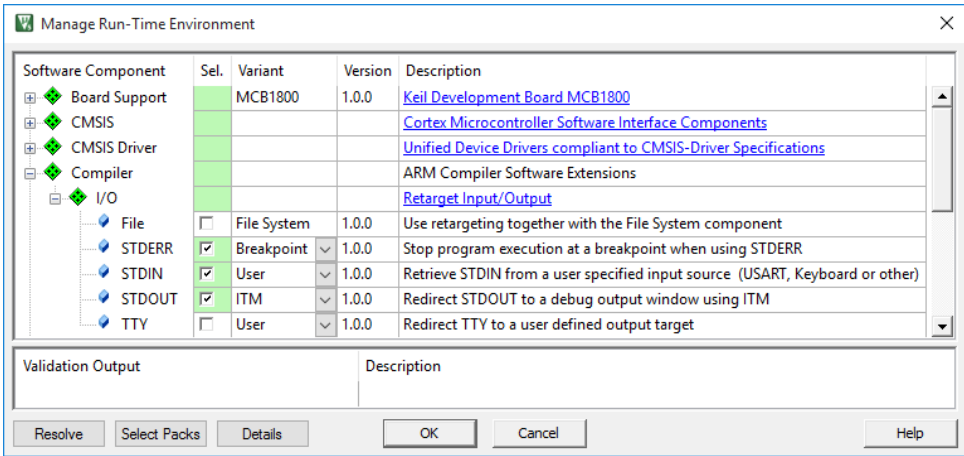 Manage Run-Time Environment
Software Component Sel. Variant Version Description
Board Support MCB1800 1.0.0 Keil Development Board MCB1800
CMSIS Cortex Microcontroller Software Interface Components
CMSIS Driver Unified Device Drivers compliant to CMSIS-Driver Specifications
Compiler ARM Compiler Software Extensions
I/O Retarget Input/Output
File File System 1.0.0 Use retargeting together with the File System component
STDERR Breakpoint 1.0.0 Stop program execution at a breakpoint when using STDERR
STDIN User 1.0.0 Retrieve STDIN from a user specified input source (USART, Keyboard or other)
STDOUT ITM 1.0.0 Redirect STDOUT to a debug output window using ITM
TTY User 1.0.0 Redirect TTY to a user defined output target
Validation Output Description
Resolve Select Packs Details OK Cancel Help